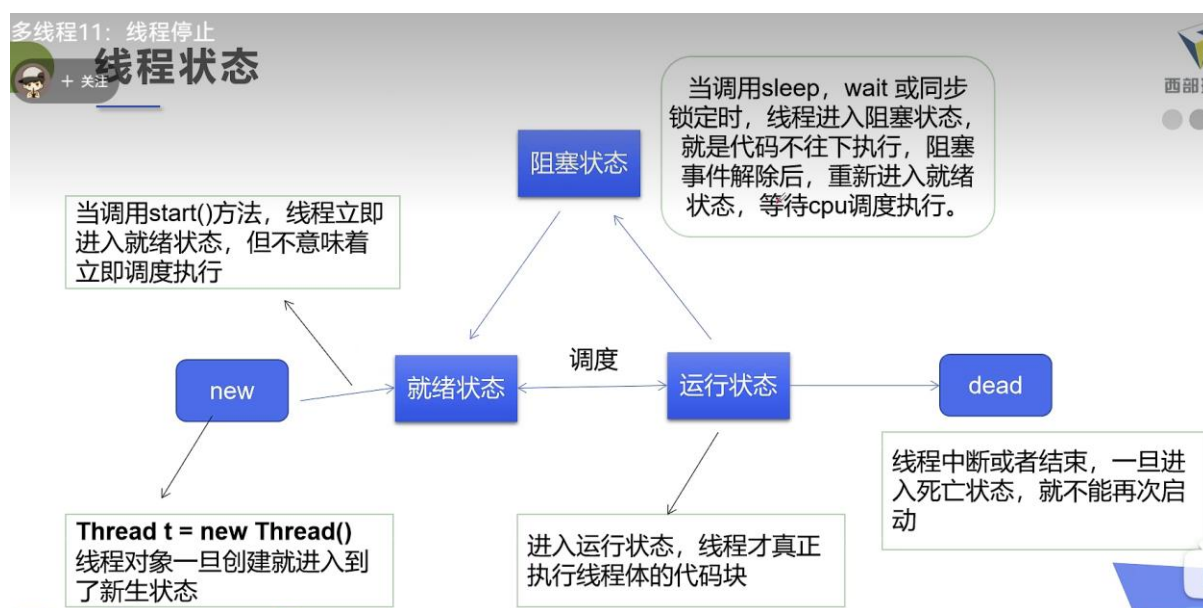 多线程11：线程停止
线程状态
+ 关注
西部
当调用sleep，wait 或同步
锁定时，线程进入阻塞状态，
就是代码不往下执行，阻塞
事件解除后，重新进入就绪
状态，等待cpu调度执行。
阻塞状态
当调用start()方法，线程立即
进入就绪状态，但不意味着
立即调度执行
new
就绪状态
调度
运行状态
dead
Thread t = new Thread()
线程对象一旦创建就进入到
了新生状态
进入运行状态，线程才真正
执行线程体的代码块
线程中断或者结束，一旦进
入死亡状态，就不能再次启
动